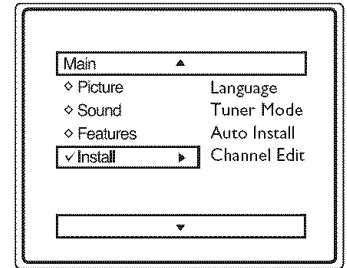 Main
Picture Language
Sound Tuner Mode
Features Auto Install
Install Channel Edit